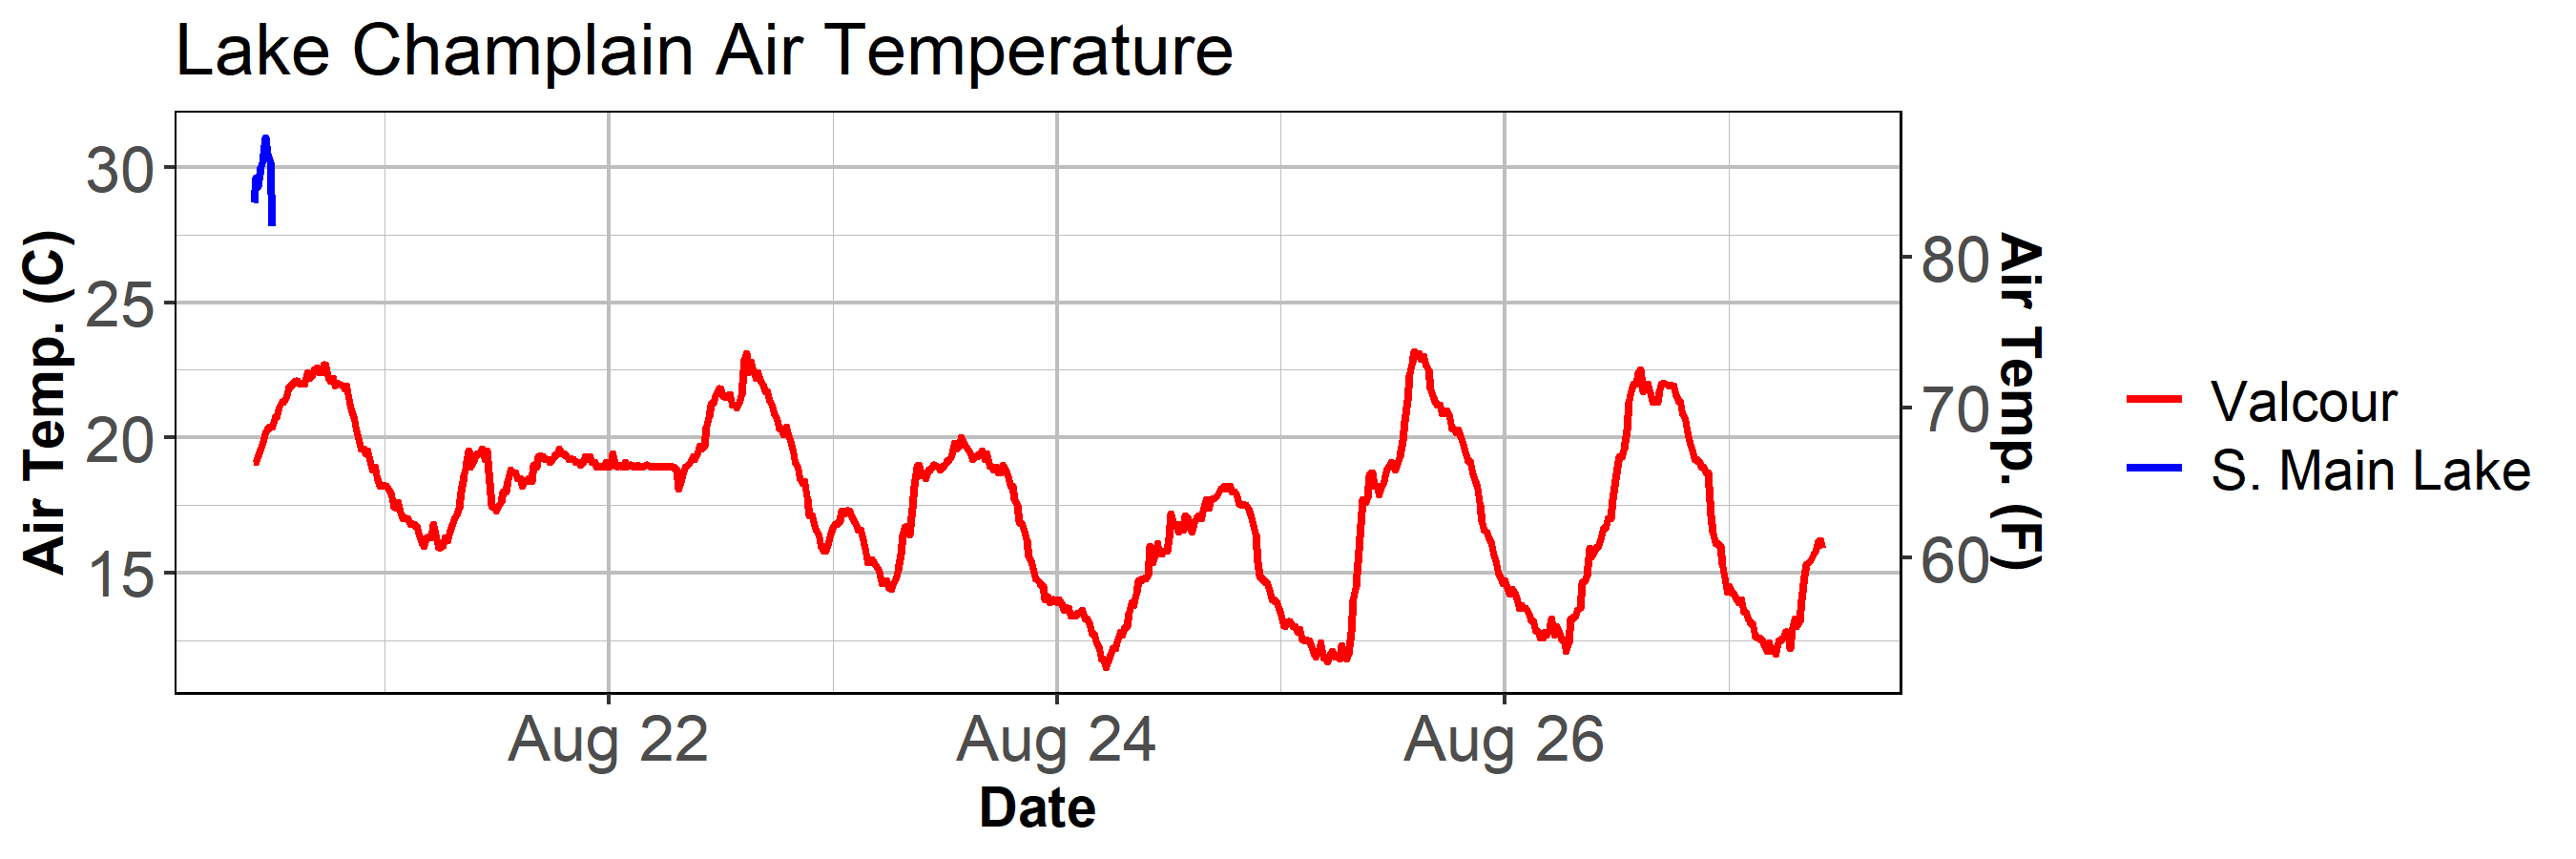 Lake Champlain Air Temperature
Air Temp. (C)
30
25
20
15
80
70
60
Air Temp. (F)
Aug 22
Aug 24
Aug 26
Date
Valcour
S. Main Lake